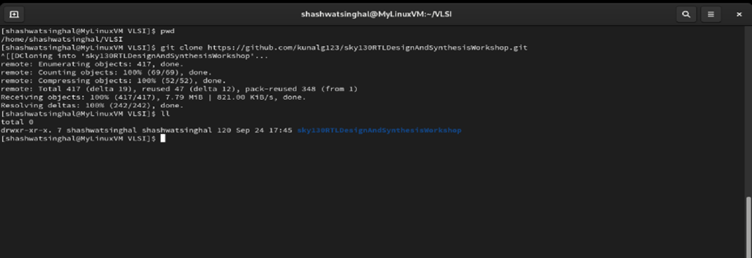 shashwatsinghal@MyLinuxVM:~/VLSI
[shashwatsinghal@MyLinuxVM VLSI]$ pwd
/home/shashwatsinghal/VLSI
[shashwatsinghal@MyLinuxVM VLSI]$ git clone https://github.com/kunalg123/sky130RTLDesignAndSynthesisWorkshop.git
^[[DCloning into 'sky130RTLDesignAndSynthesisWorkshop'...
remote: Enumerating objects: 417, done.
remote: Counting objects: 100% (69/69), done.
remote: Compressing objects: 100% (52/52), done.
remote: Total 417 (delta 19), reused 47 (delta 12), pack-reused 348 (from 1)
Receiving objects: 100% (417/417), 7.79 MiB | 821.00 KiB/s, done.
Resolving deltas: 100% (242/242), done.
[shashwatsinghal@MyLinuxVM VLSI]$ ll
total 0
drwxr-xr-x. 7 shashwatsinghal shashwatsinghal 120 Sep 24 17:45 sky130RTLDesignAndSynthesisWorkshop
[shashwatsinghal@MyLinuxVM VLSI]$